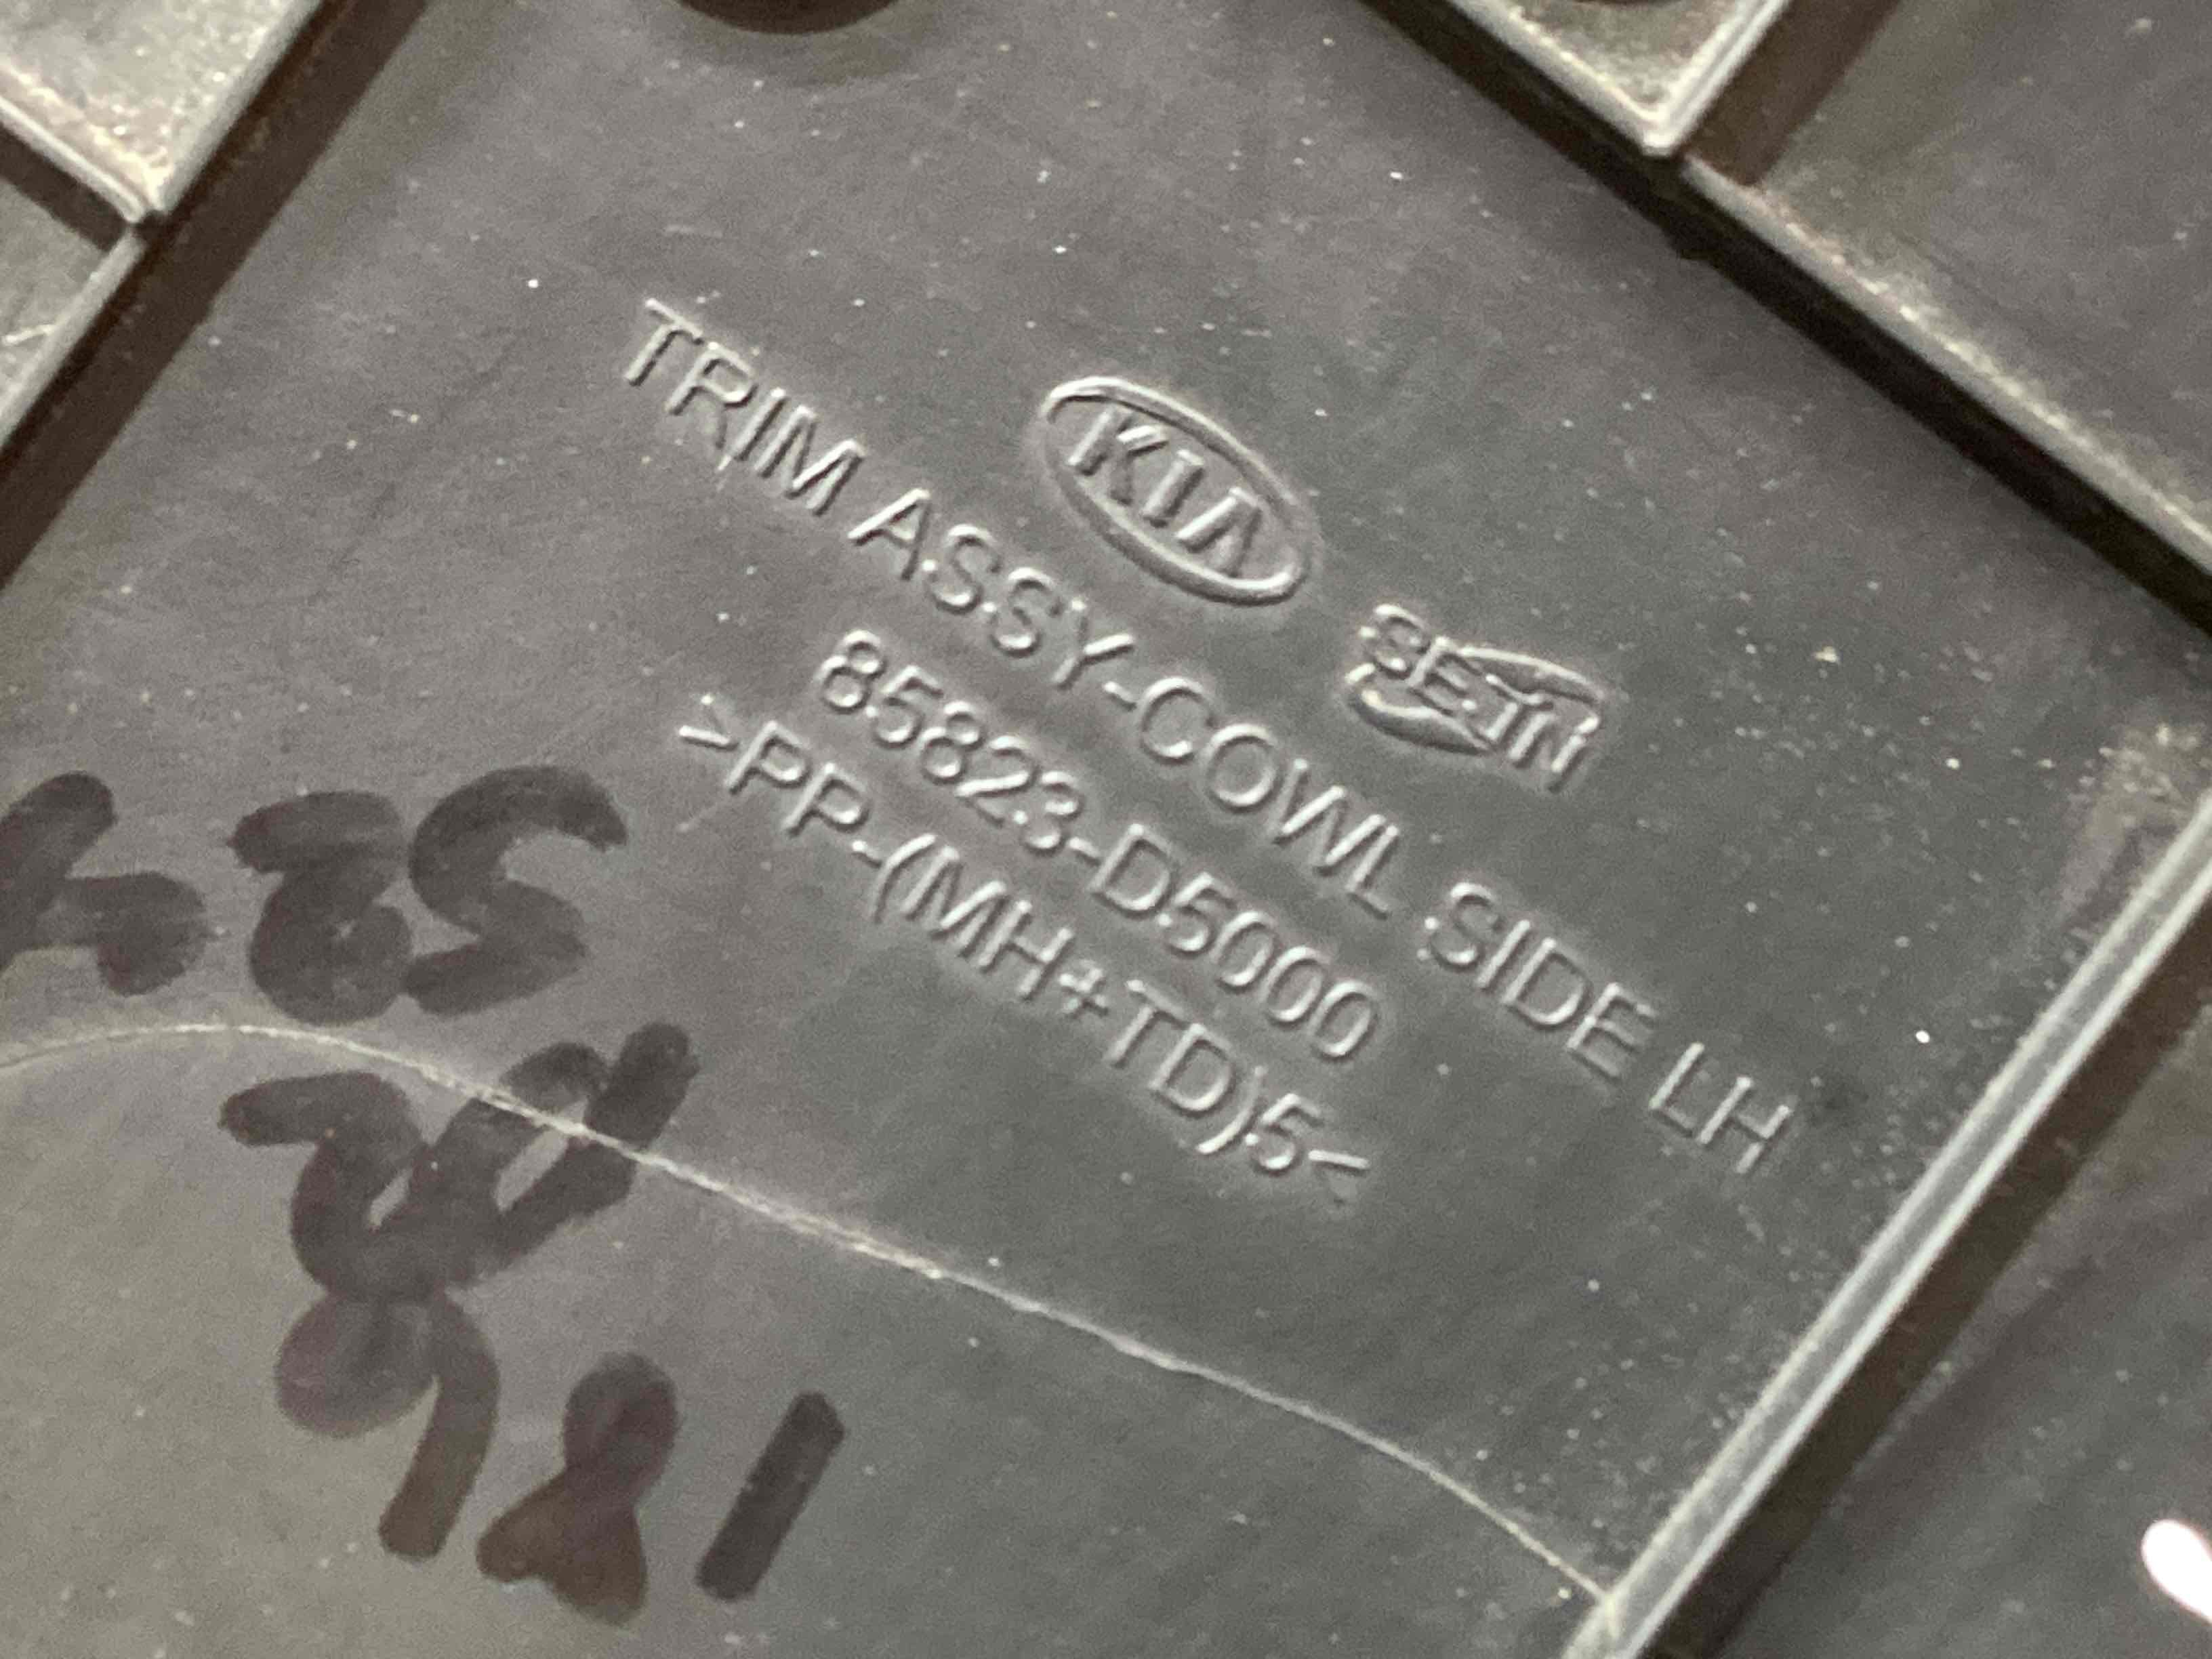 KIA SEJIN
TRIM ASSY-COWL SIDE LH
85823-D5000
>PP-(MH+TD)5<